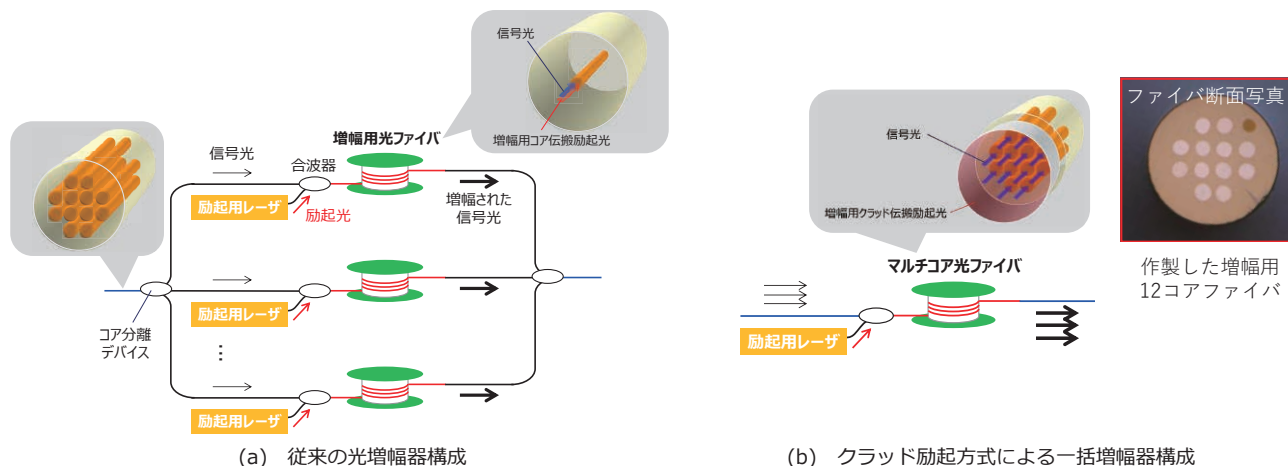 信号光
増幅用コア伝搬励起光
増幅用光ファイバ
信号光
合波器
励起用レーザ
励起光
増幅された
信号光
励起用レーザ
コア分離
デバイス
…
励起用レーザ
(a) 従来の光増幅器構成
信号光
増幅用クラッド伝搬励起光
マルチコア光ファイバ
励起用レーザ
ファイバ断面写真
作製した増幅用
12コアファイバ
(b) クラッド励起方式による一括増幅器構成